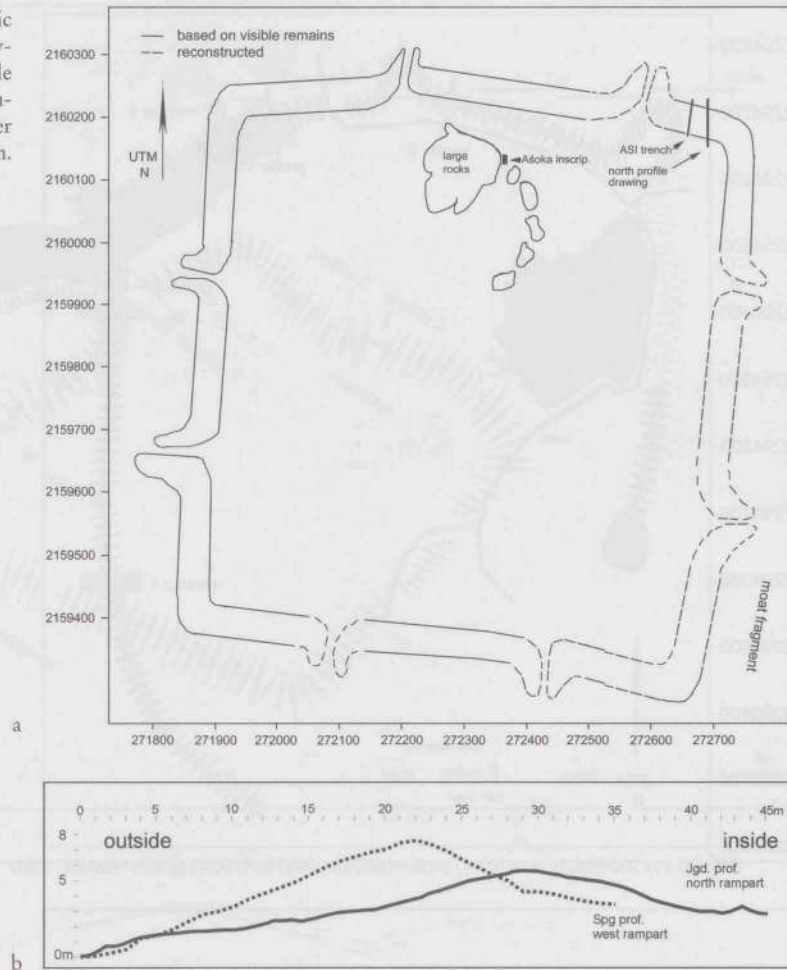 ic
y-
le
u-
er
n.
based on visible remains
reconstructed
UTM
N
2160300
2160200
2160100
2160000
2159900
2159800
2159700
2159600
2159500
2159400
large
rocks
Aśoka inscrip.
ASI trench
north profile
drawing
moat fragment
271800 271900 272000 272100 272200 272300 272400 272500 272600 272700
a
0 5 10 15 20 25 30 35 40 45m
outside inside
8
5
0m
Jgd. prof.
north rampart
Spg prof.
west rampart
b